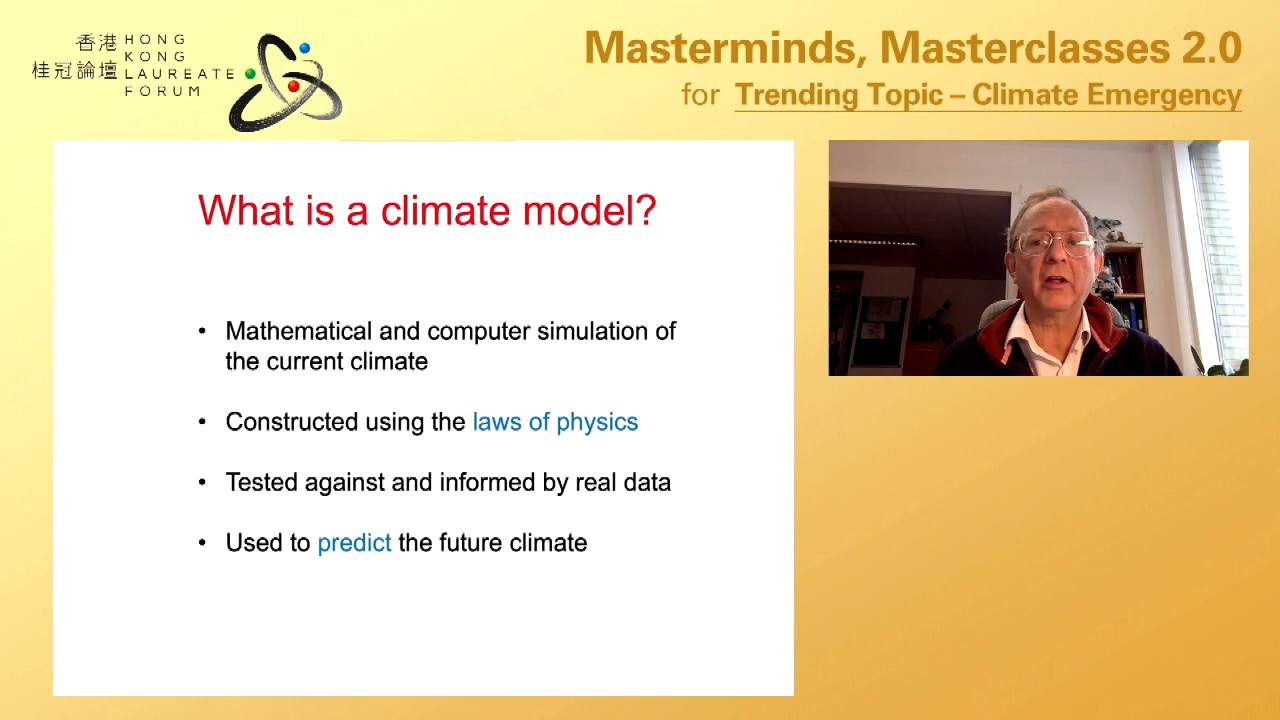 香港
桂冠論壇
HONG
KONG
LAUREATE
FORUM
Masterminds, Masterclasses 2.0
for Trending Topic – Climate Emergency
What is a climate model?
• Mathematical and computer simulation of
the current climate
• Constructed using the laws of physics
• Tested against and informed by real data
• Used to predict the future climate